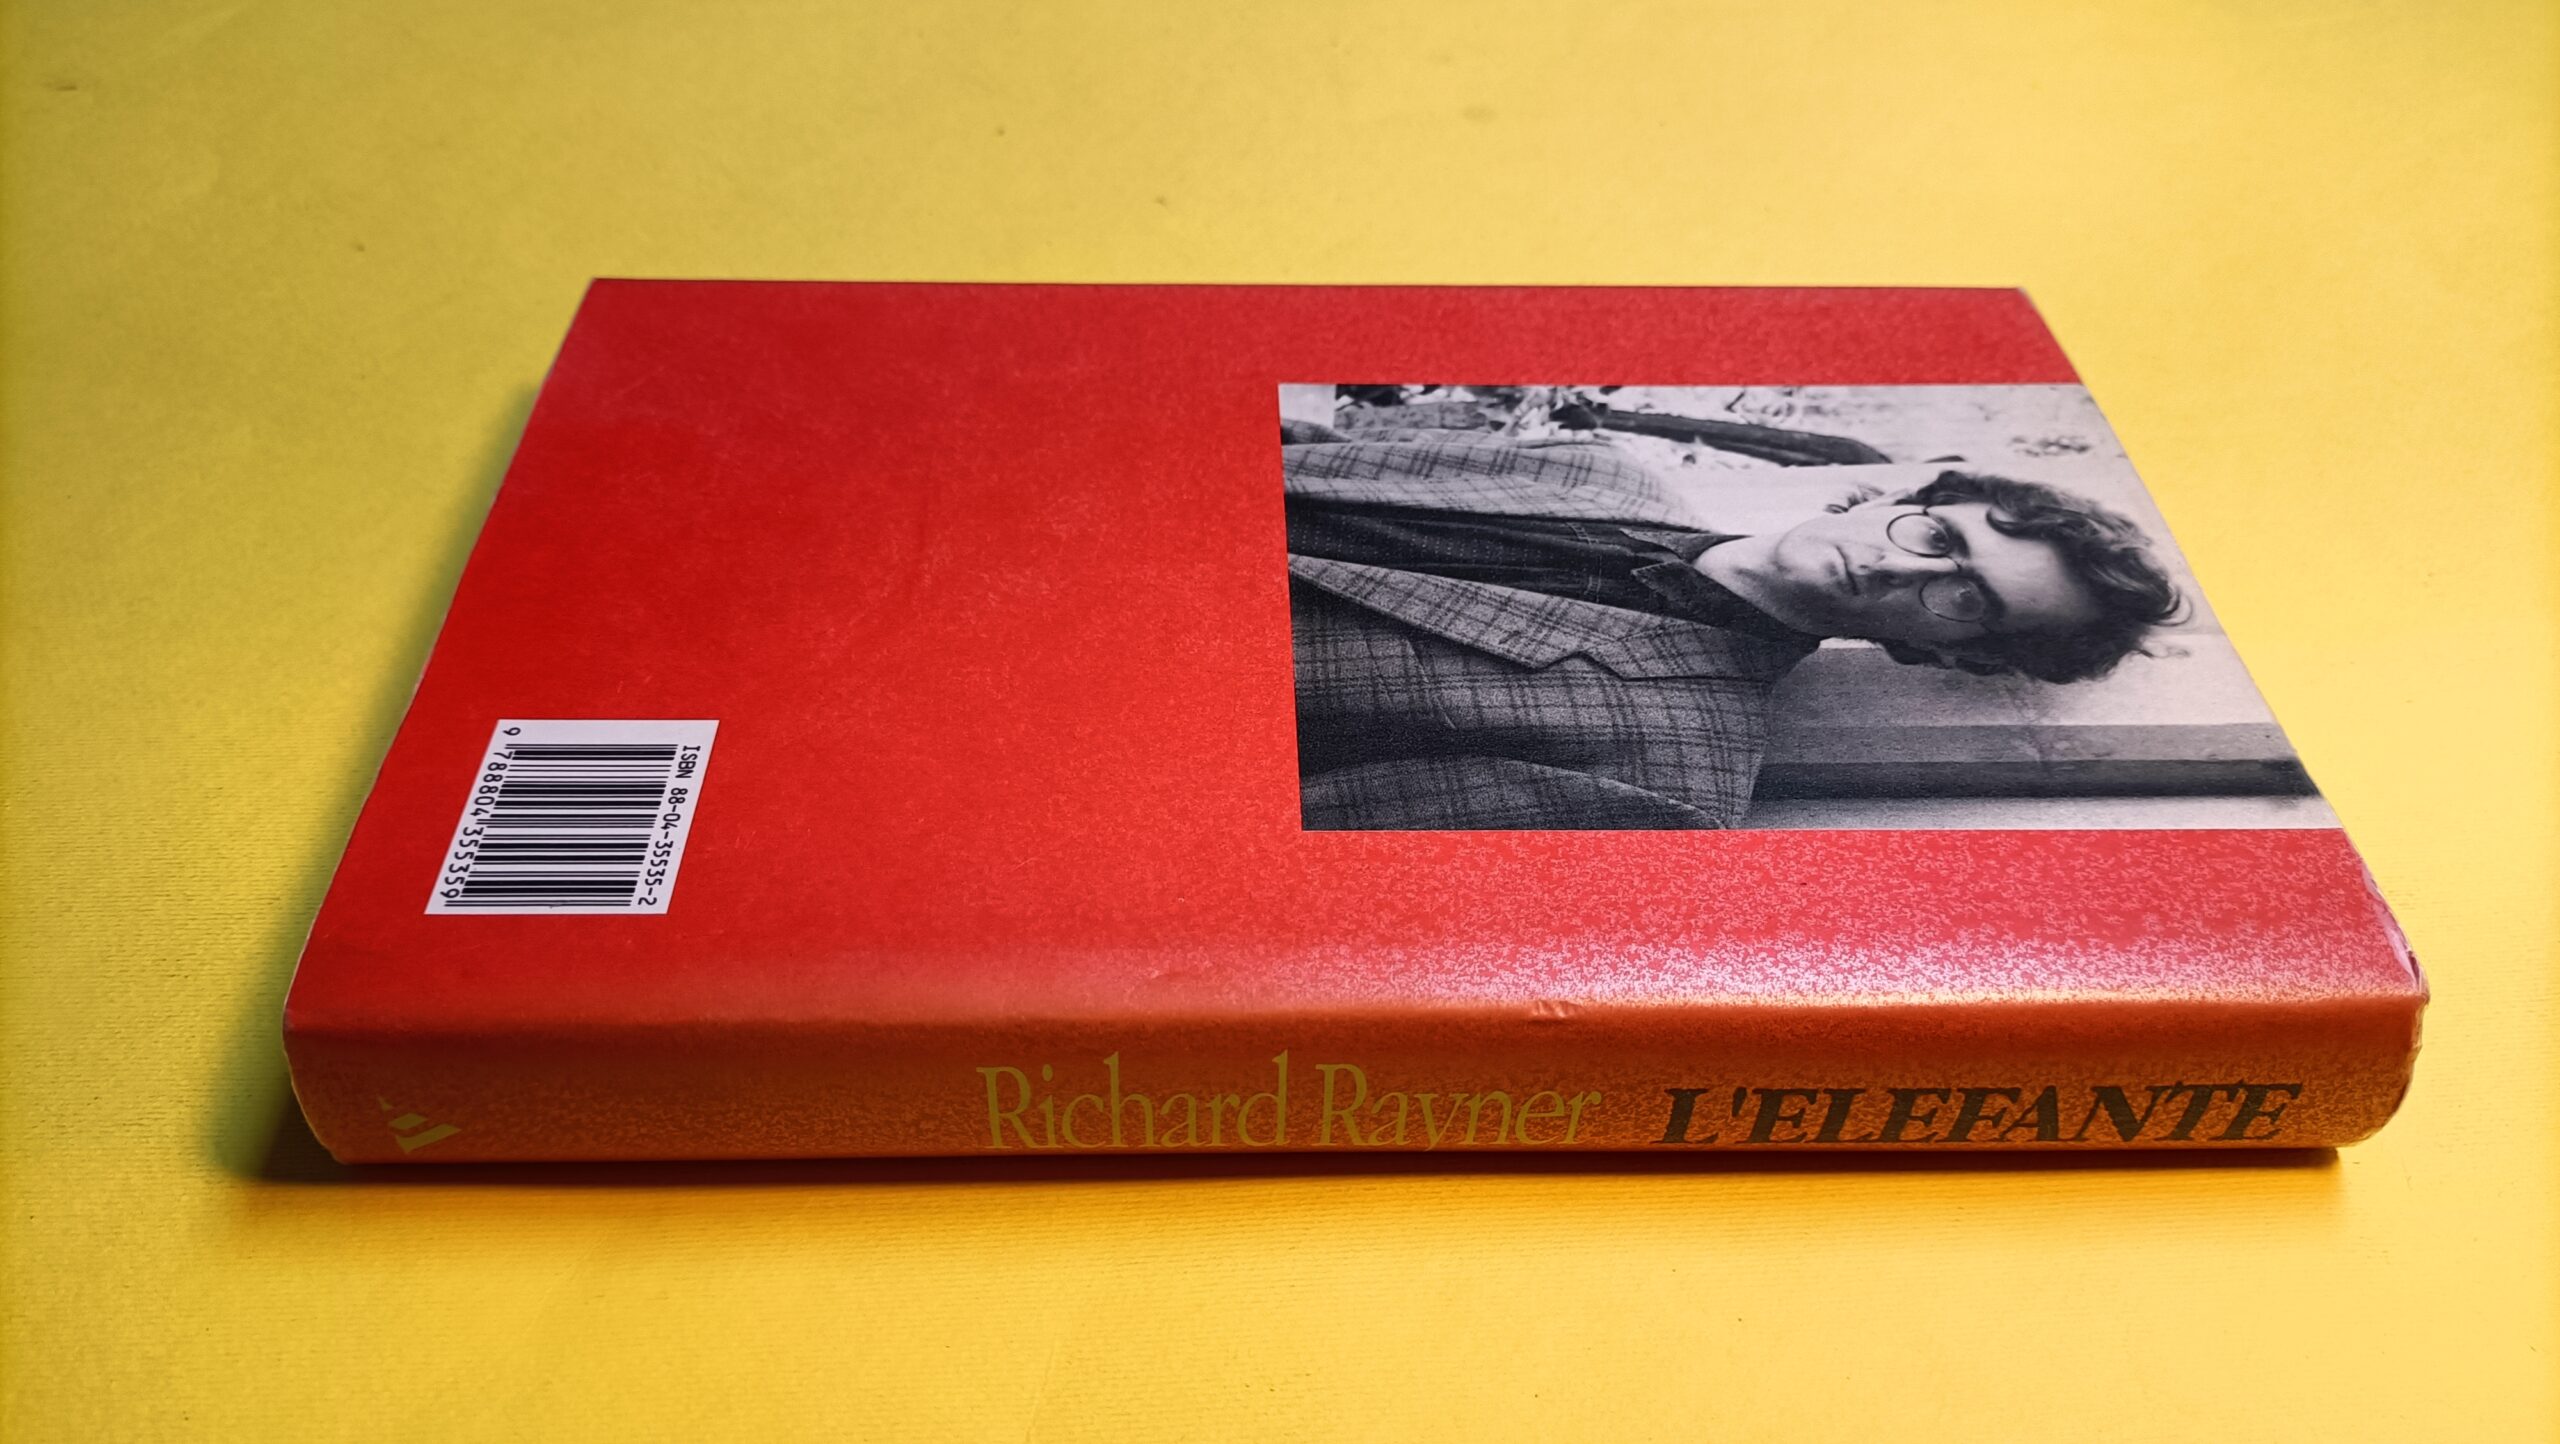 ISBN 88-04-35535-2
9 788804 355359
Richard Rayner L'ELEFANTE